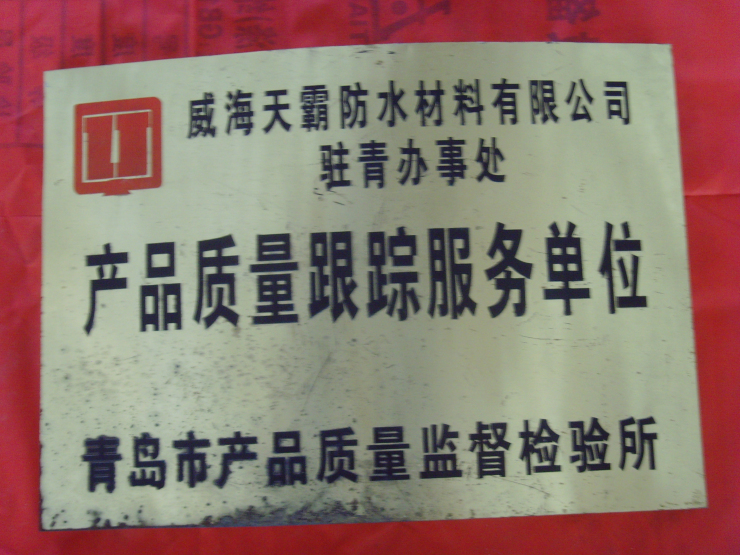 威海天霸防水材料有限公司
驻青办事处
产品质量跟踪服务单位
青岛市产品质量监督检验所